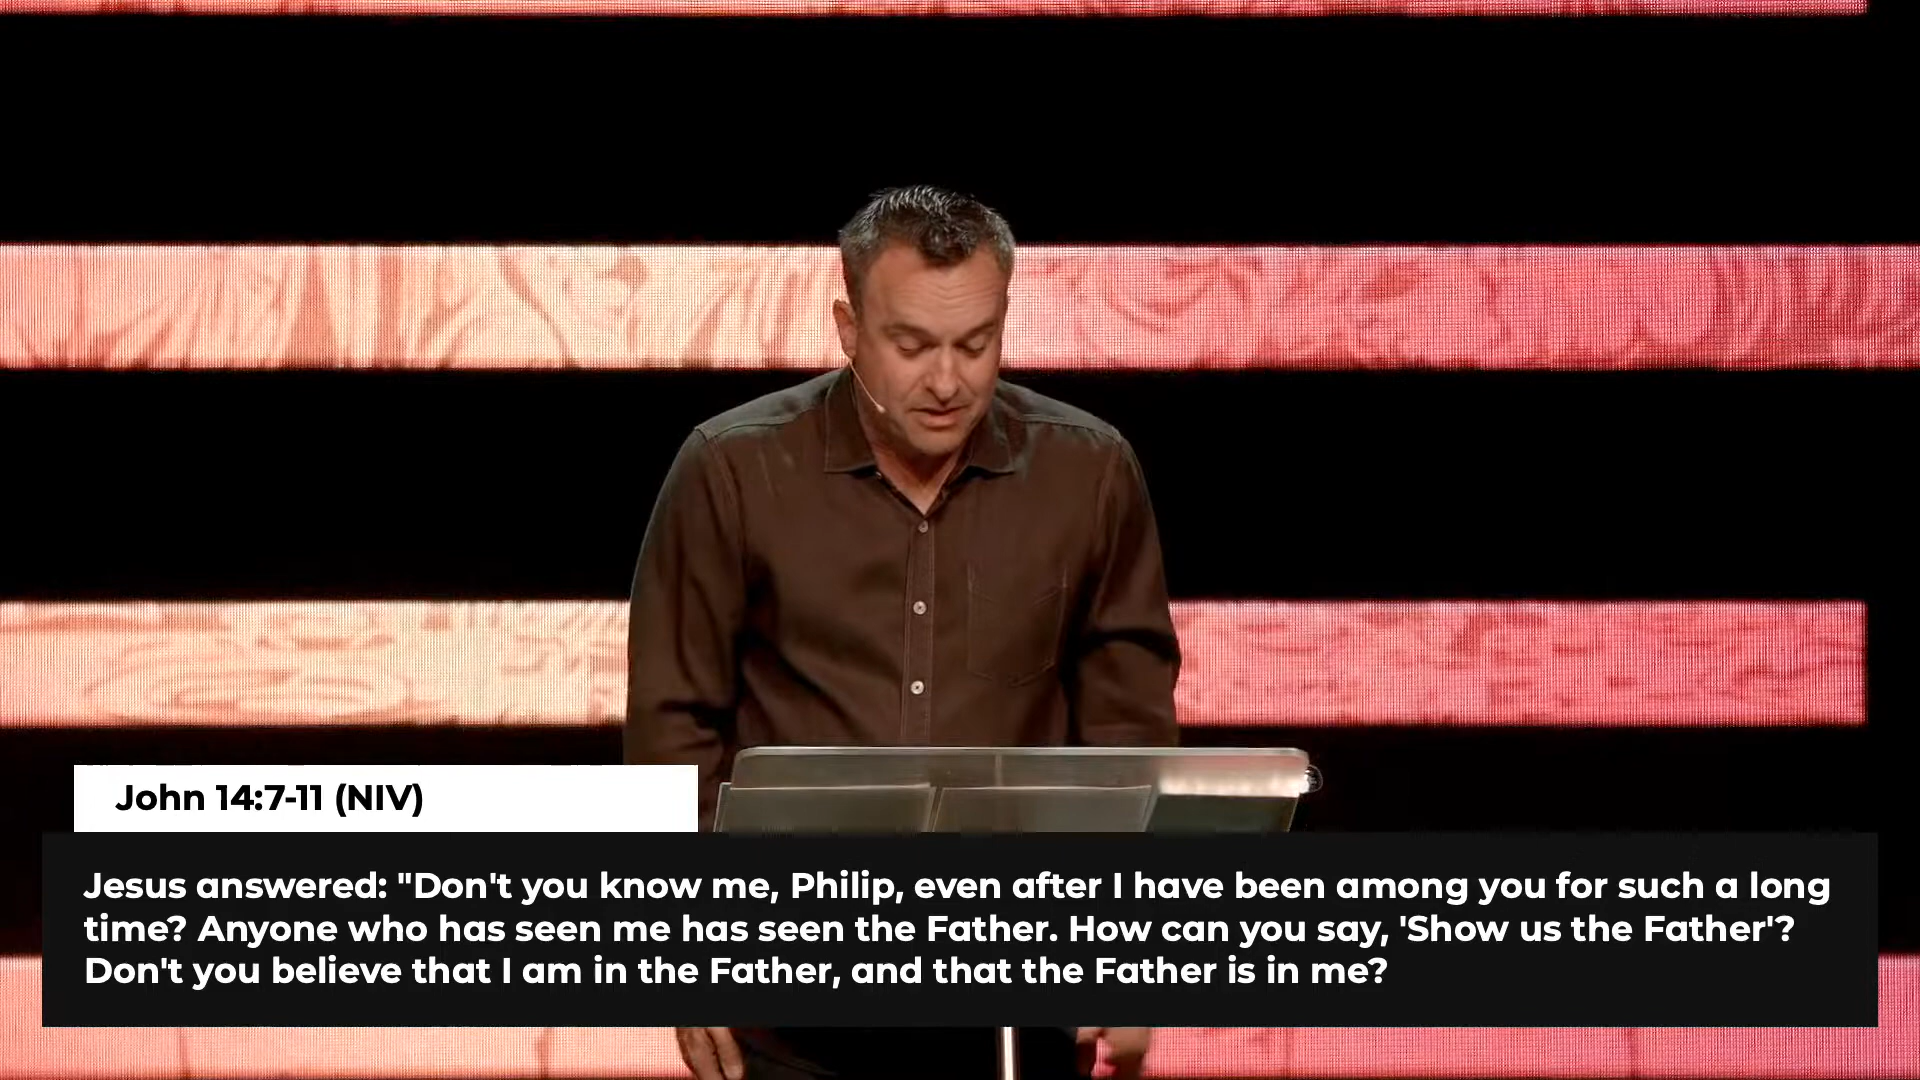 John 14:7-11 (NIV)
Jesus answered: "Don't you know me, Philip, even after I have been among you for such a long
time? Anyone who has seen me has seen the Father. How can you say, 'Show us the Father'?
Don't you believe that I am in the Father, and that the Father is in me?